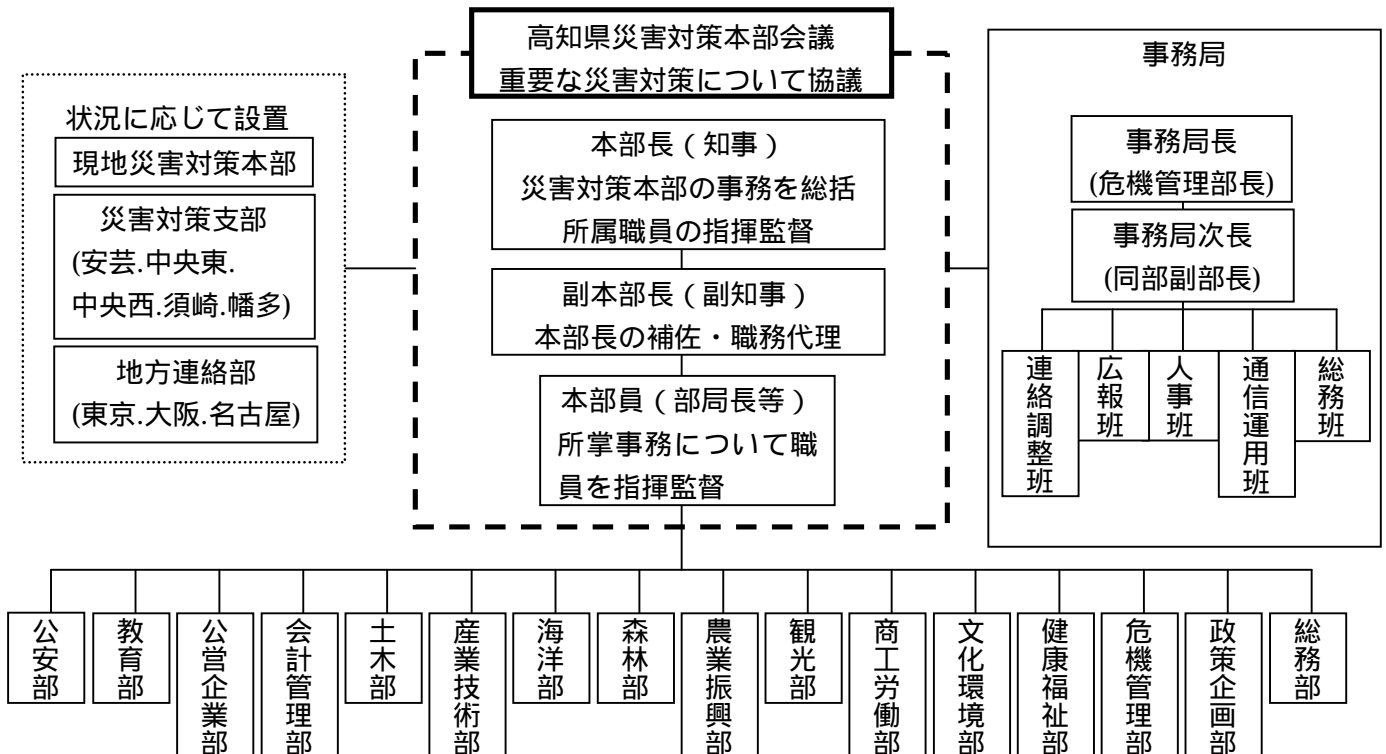 高知県災害対策本部会議
重要な災害対策について協議
状況に応じて設置
現地災害対策本部
災害対策支部
(安芸.中央東.
中央西.須崎.幡多)
地方連絡部
(東京.大阪.名古屋)
本部長(知事)
災害対策本部の事務を総括
所属職員の指揮監督
副本部長(副知事)
本部長の補佐・職務代理
本部員(部局長等)
所掌事務について職
員を指揮監督
事務局
事務局長
(危機管理部長)
事務局次長
(同部副部長)
連絡調整班
広報班
人事班
通信運用班
総務班
公安部
教育部
公営企業部
会計管理部
土木部
産業技術部
海洋部
森林部
農業振興部
観光部
商工労働部
文化環境部
健康福祉部
危機管理部
政策企画部
総務部